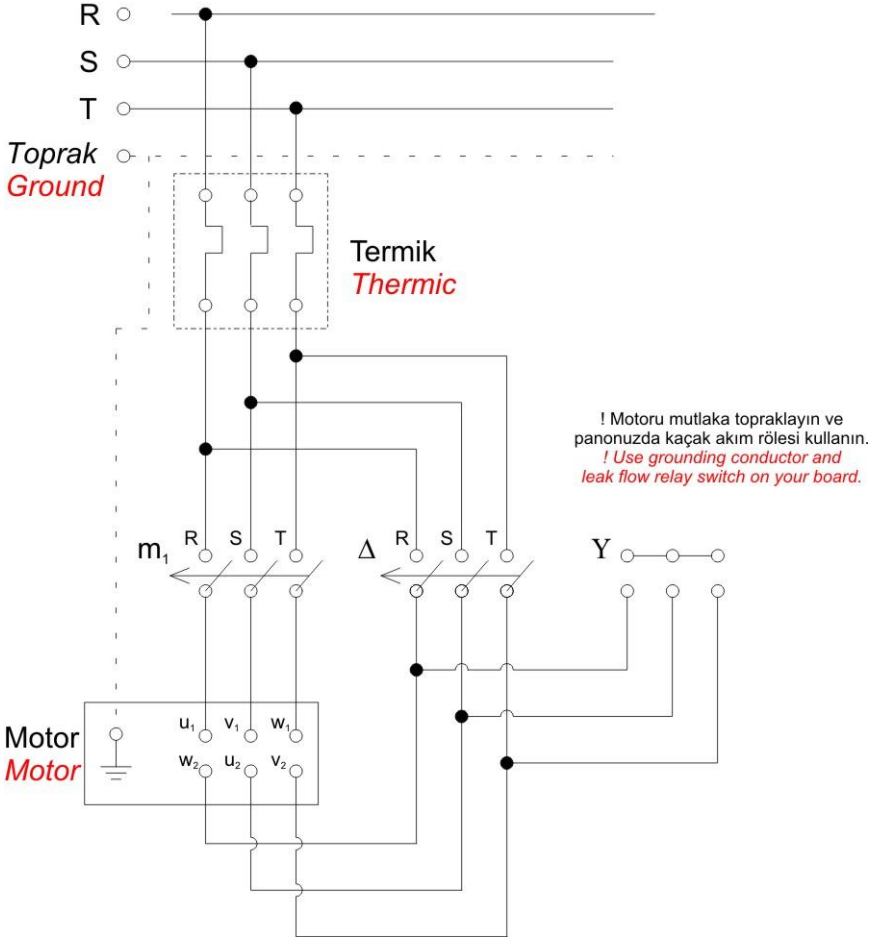 R
S
T
Toprak
Ground
Termik
Thermic
! Motoru mutlaka topraklayın ve
panonuzda kaçak akım rölesi kullanın.
! Use grounding conductor and
leak flow relay switch on your board.
m₁ R S T Δ R S T Y
u₁ v₁ w₁
Motor
Motor
w₂ u₂ v₂